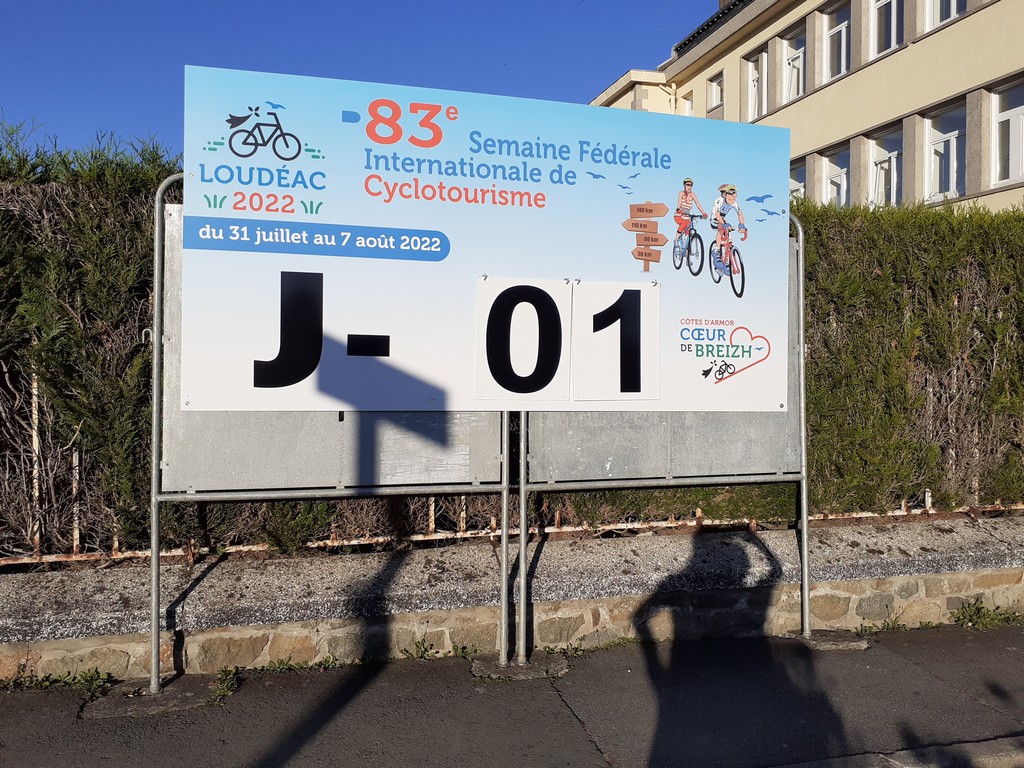 LOUDÉAC
2022
83e Semaine Fédérale
Internationale de
Cyclotourisme
du 31 juillet au 7 août 2022
J- 01
CÔTES D'ARMOR
CŒUR
DE BREIZH